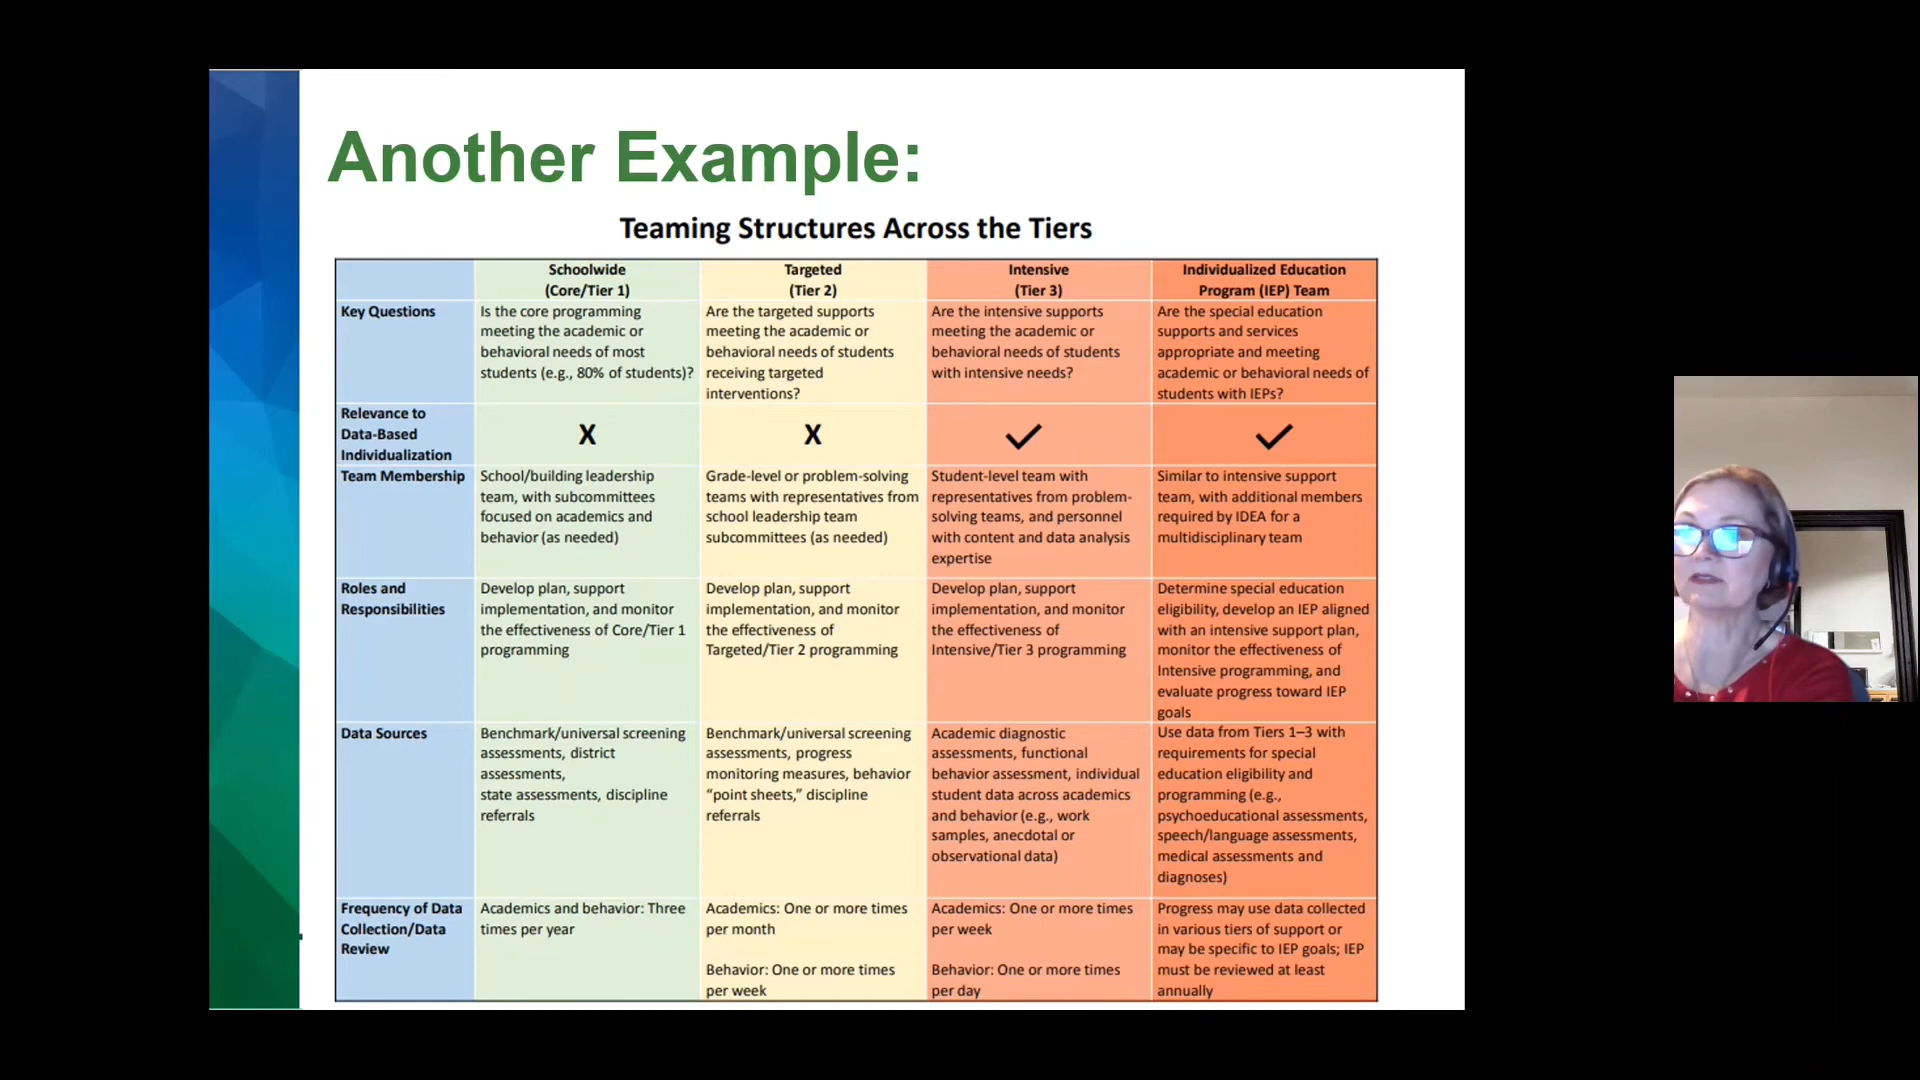 Another Example:
Teaming Structures Across the Tiers
Schoolwide
(Core/Tier 1)
Targeted
(Tier 2)
Intensive
(Tier 3)
Individualized Education
Program (IEP) Team
Key Questions
Is the core programming
meeting the academic or
behavioral needs of most
students (e.g., 80% of students)?
Are the targeted supports
meeting the academic or
behavioral needs of students
receiving targeted
interventions?
Are the intensive supports
meeting the academic or
behavioral needs of students
with intensive needs?
Are the special education
supports and services
appropriate and meeting
academic or behavioral needs of
students with IEPs?
Relevance to
Data-Based
Individualization
X
X
✓
✓
Team Membership
School/building leadership
team, with subcommittees
focused on academics and
behavior (as needed)
Grade-level or problem-solving
teams with representatives from
school leadership team
subcommittees (as needed)
Student-level team with
representatives from problem-
solving teams, and personnel
with content and data analysis
expertise
Similar to intensive support
team, with additional members
required by IDEA for a
multidisciplinary team
Roles and
Responsibilities
Develop plan, support
implementation, and monitor
the effectiveness of Core/Tier 1
programming
Develop plan, support
implementation, and monitor
the effectiveness of
Targeted/Tier 2 programming
Develop plan, support
implementation, and monitor
the effectiveness of
Intensive/Tier 3 programming
Determine special education
eligibility, develop an IEP aligned
with an intensive support plan,
monitor the effectiveness of
Intensive programming, and
evaluate progress toward IEP
goals
Data Sources
Benchmark/universal screening
assessments, district
assessments,
state assessments, discipline
referrals
Benchmark/universal screening
assessments, progress
monitoring measures, behavior
“point sheets,” discipline
referrals
Academic diagnostic
assessments, functional
behavior assessment, individual
student data across academics
and behavior (e.g., work
samples, anecdotal or
observational data)
Use data from Tiers 1–3 with
requirements for special
education eligibility and
programming (e.g.,
psychoeducational assessments,
speech/language assessments,
medical assessments and
diagnoses)
Frequency of Data
Collection/Data
Review
Academics and behavior: Three
times per year
Academics: One or more times
per month
Behavior: One or more times
per week
Academics: One or more times
per week
Behavior: One or more times
per day
Progress may use data collected
in various tiers of support or
may be specific to IEP goals; IEP
must be reviewed at least
annually